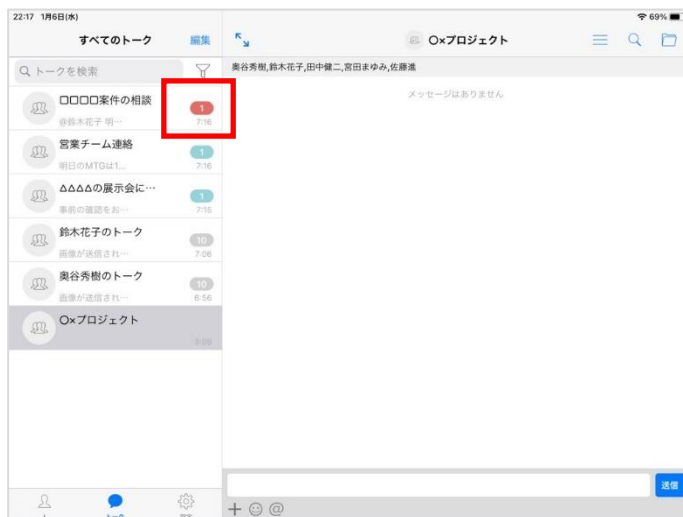 22:17 1月6日(水)
69%
すべてのトーク
編集
トークを検索
□□□□案件の相談
1
@鈴木花子 明…
7:16
営業チーム連絡
1
明日のMTGは1...
7:16
△△△△の展示会に…
1
事前の確認をお…
7:15
鈴木花子のトーク
10
画像が送信され…
7:06
奥谷秀樹のトーク
10
画像が送信され…
6:56
○×プロジェクト
○×プロジェクト
奥谷秀樹,鈴木花子,田中健二,宮田まゆみ,佐藤進
メッセージはありません
送信
@